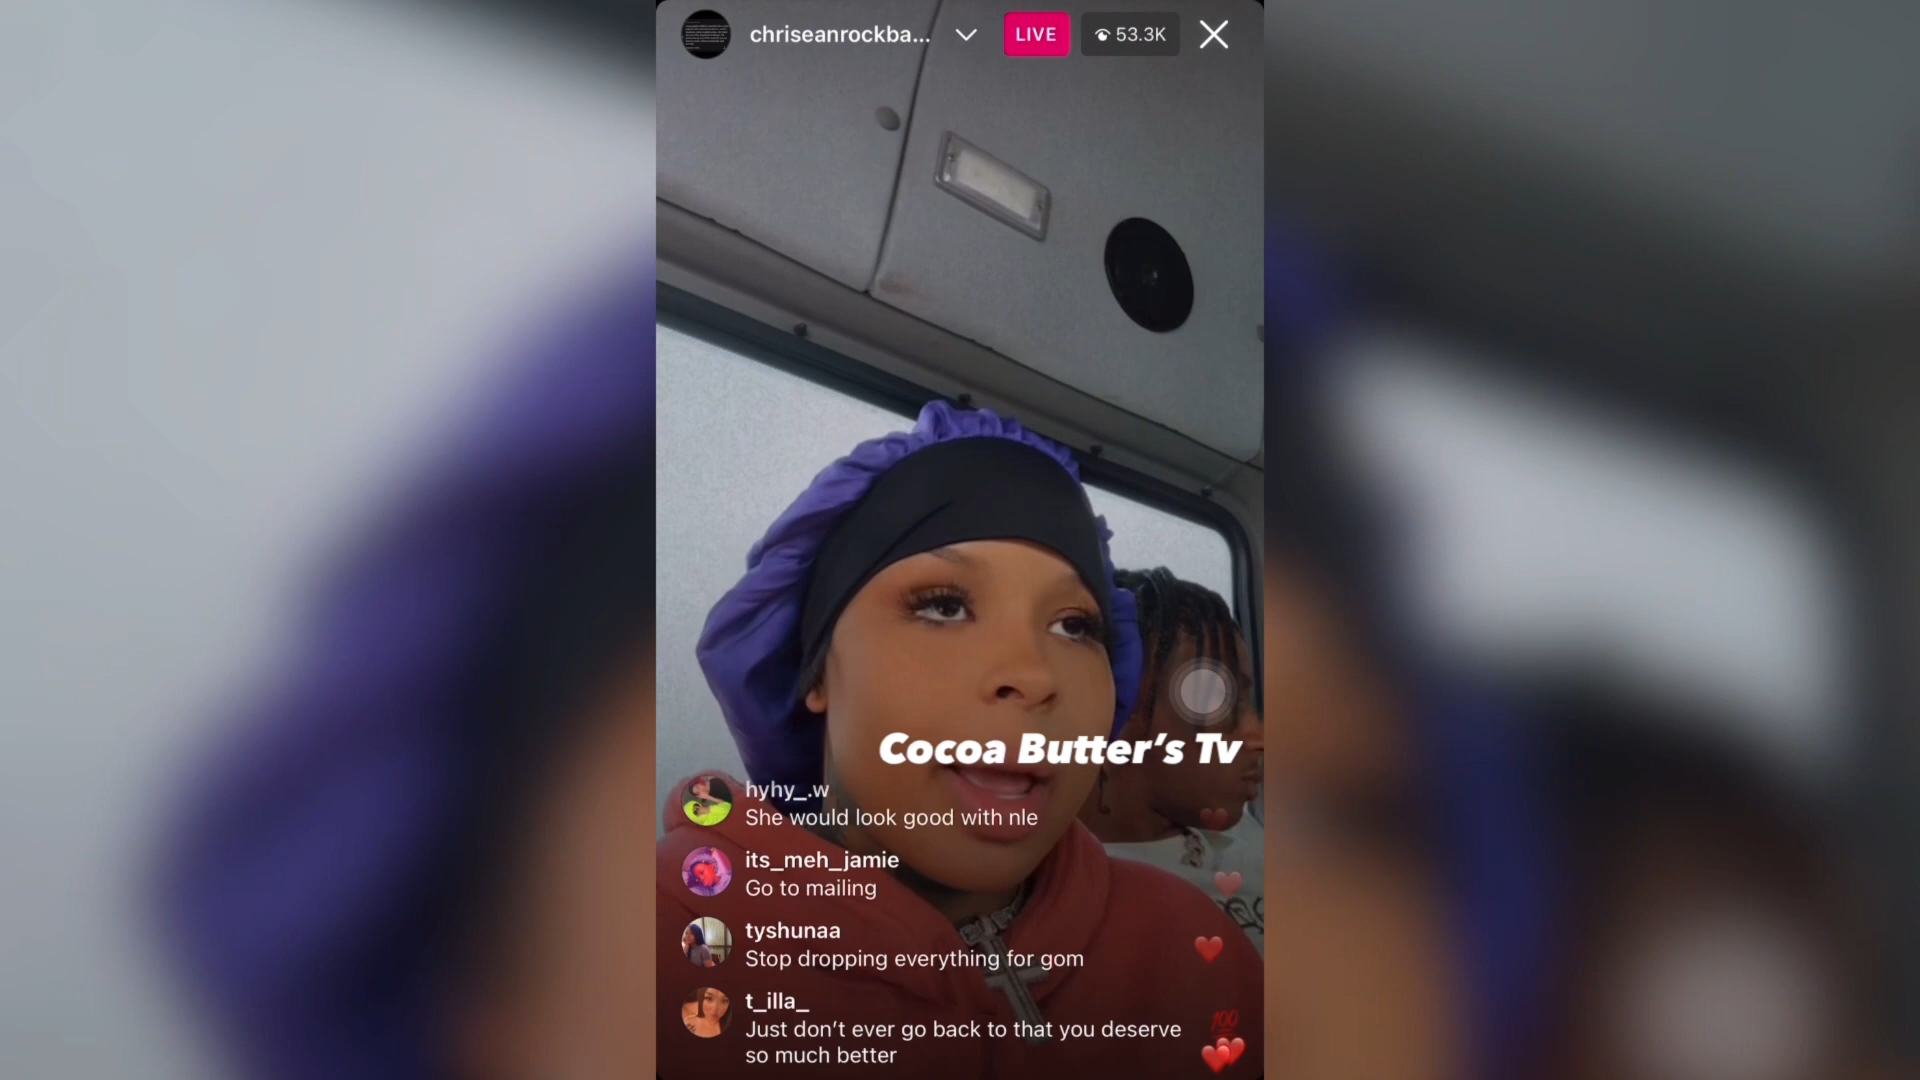 chriseanrockba...
LIVE
53.3K
Cocoa Butter's Tv
hyhy_.w
She would look good with nle
its_meh_jamie
Go to mailing
tyshunaa
Stop dropping everything for gom
t_illa_
Just don't ever go back to that you deserve
so much better
100